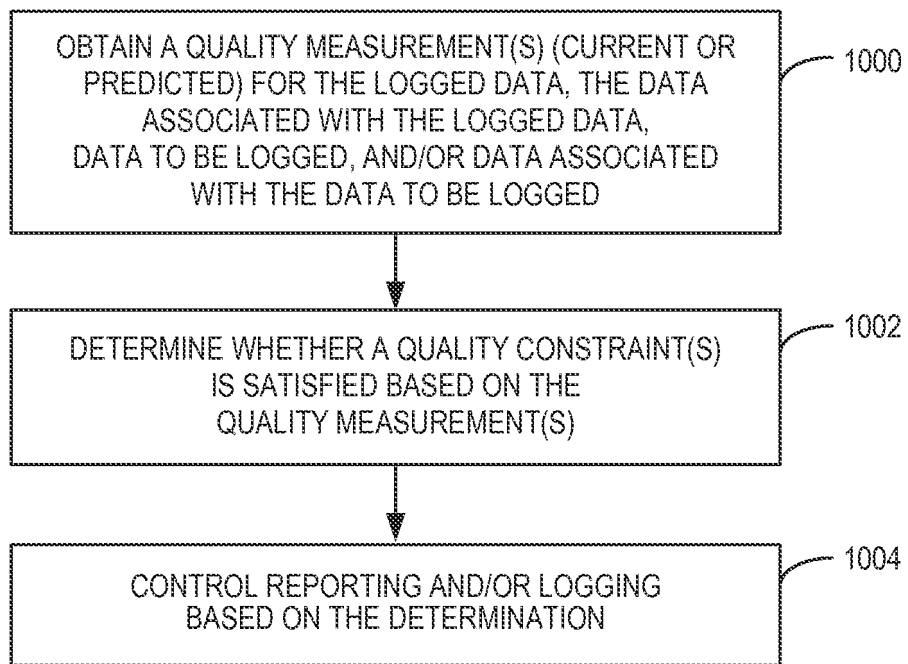 OBTAIN A QUALITY MEASUREMENT(S) (CURRENT OR
PREDICTED) FOR THE LOGGED DATA, THE DATA
ASSOCIATED WITH THE LOGGED DATA,
DATA TO BE LOGGED, AND/OR DATA ASSOCIATED
WITH THE DATA TO BE LOGGED
1000
DETERMINE WHETHER A QUALITY CONSTRAINT(S)
IS SATISFIED BASED ON THE
QUALITY MEASUREMENT(S)
1002
CONTROL REPORTING AND/OR LOGGING
BASED ON THE DETERMINATION
1004